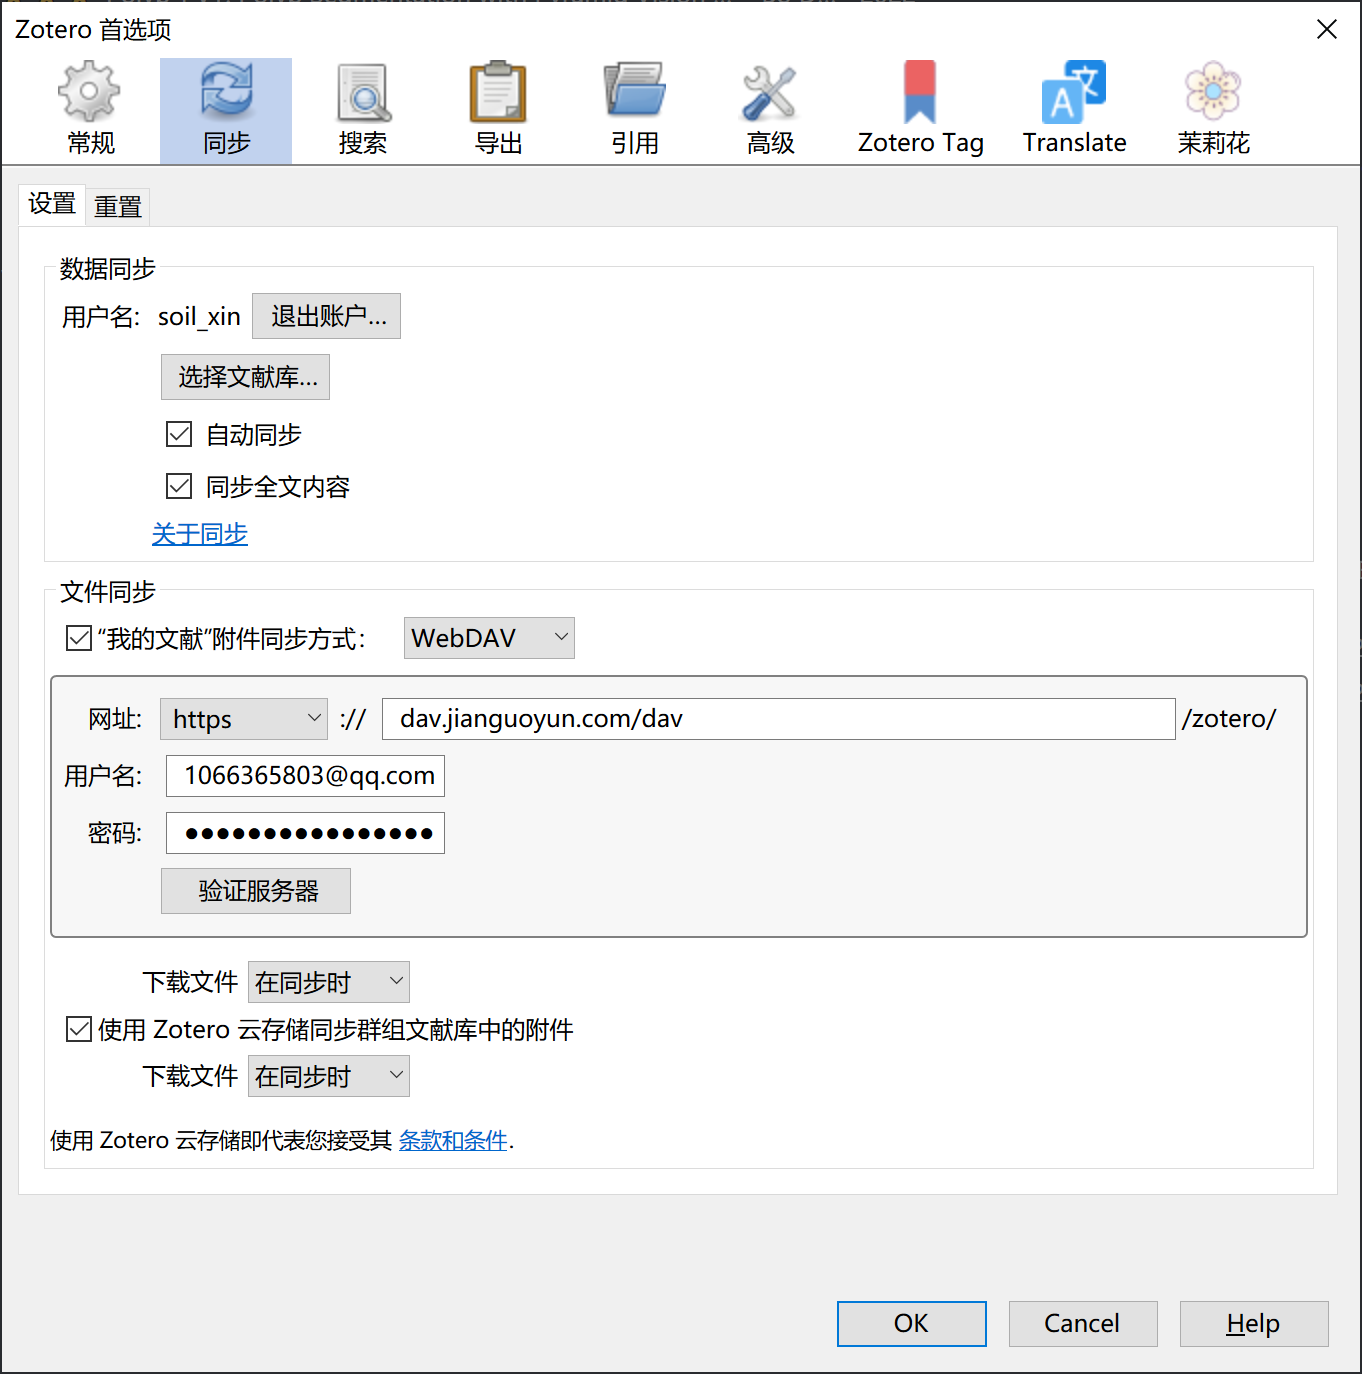 Zotero 首选项
常规 同步 搜索 导出 引用 高级 Zotero Tag Translate 茉莉花
设置 重置
数据同步
用户名: soil_xin 退出账户...
选择文献库...
自动同步
同步全文内容
关于同步
文件同步
“我的文献”附件同步方式： WebDAV
网址: https :// dav.jianguoyun.com/dav /zotero/
用户名: 1066365803@qq.com
密码: ●●●●●●●●●●●●●●●●
验证服务器
下载文件 在同步时
使用 Zotero 云存储同步群组文献库中的附件
下载文件 在同步时
使用 Zotero 云存储即代表您接受其 条款和条件.
OK Cancel Help